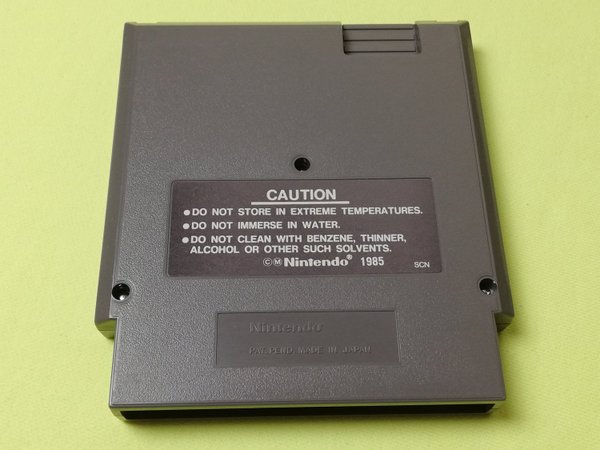 CAUTION
●DO NOT STORE IN EXTREME TEMPERATURES.
●DO NOT IMMERSE IN WATER.
●DO NOT CLEAN WITH BENZENE, THINNER,
ALCOHOL OR OTHER SUCH SOLVENTS.
©Ⓜ Nintendo® 1985
SCN
Nintendo
PAT. PEND. MADE IN JAPAN